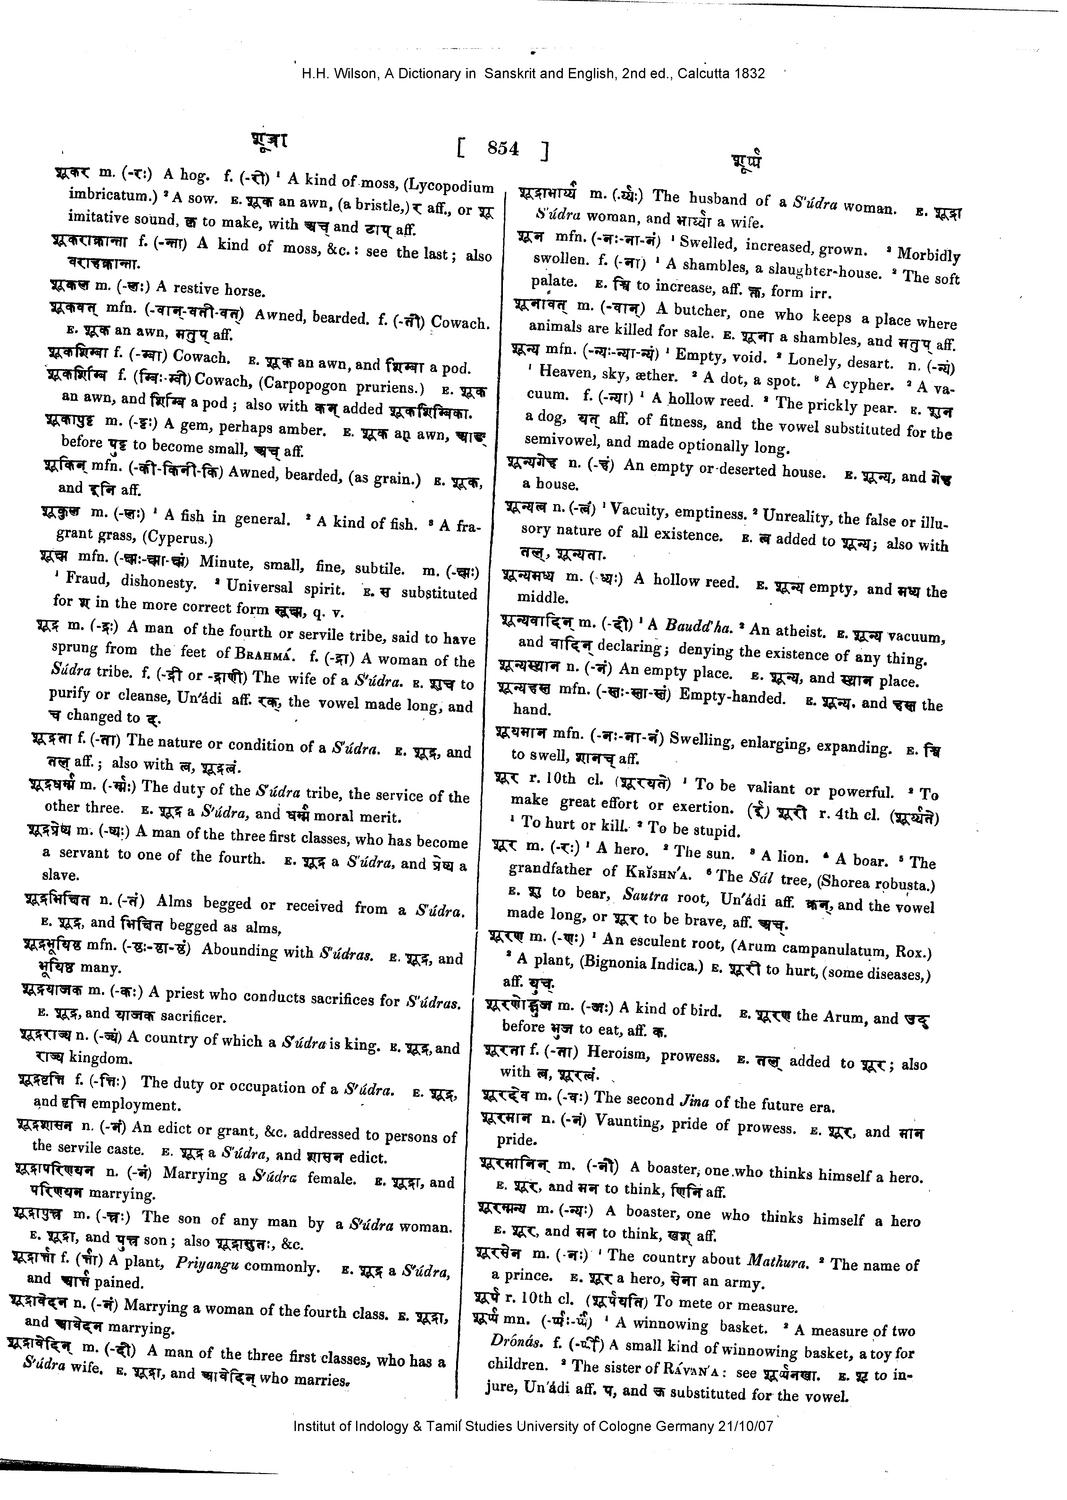 H.H. Wilson, A Dictionary in Sanskrit and English, 2nd ed., Calcutta 1832
[ 854 ]
शूर्प
शूकर m. (-रः) A hog. f. (-री) ¹ A kind of moss, (Lycopodium
imbricatum.) ² A sow. E. शूक an awn, (a bristle,) र aff., or शू
imitative sound, क to make, with अच् and टाप् aff.
शूकराक्रान्ता f. (-न्ता) A kind of moss, &c.: see the last; also
वराहक्रान्ता.
शूकल m. (-लः) A restive horse.
शूकवत् mfn. (-वान्-वती-वत्) Awned, bearded. f. (-ती) Cowach.
E. शूक an awn, मतुप् aff.
शूकशिम्बा f. (-म्बा) Cowach. E. शूक an awn, and शिम्बा a pod.
शूकशिम्बि f. (म्बिः-म्बी) Cowach, (Carpopogon pruriens.) E. शूक
an awn, and शिम्बि a pod; also with कन् added शूकशिम्बिका.
शूकापुट्ट m. (-ट्टः) A gem, perhaps amber. E. शूक an awn, आङ्
before पुट्ट to become small, अच् aff.
शूकिन् mfn. (-की-किनी-कि) Awned, bearded, (as grain.) E. शूक,
and इनि aff.
शूकुल m. (-लः) ¹ A fish in general. ² A kind of fish. ³ A fra-
grant grass, (Cyperus.)
शूक्ष्म mfn. (-क्ष्मः-क्ष्मा-क्ष्मं) Minute, small, fine, subtile. m. (-क्ष्मः)
¹ Fraud, dishonesty. ² Universal spirit. E. स substituted
for श in the more correct form सूक्ष्म, q. v.
शूद्र m. (-द्रः) A man of the fourth or servile tribe, said to have
sprung from the feet of BRAHMÁ. f. (-द्रा) A woman of the
Súdra tribe. f. (-द्री or -द्राणी) The wife of a S'údra. E. शुच to
purify or cleanse, Un'ádi aff. रक्, the vowel made long, and
च changed to द्.
शूद्रता f. (-ता) The nature or condition of a S'údra. E. शूद्र, and
तल् aff.; also with त्व, शूद्रत्वं.
शूद्रधर्म्म m. (-र्म्मः) The duty of the S'údra tribe, the service of the
other three. E. शूद्र a S'údra, and धर्म्म moral merit.
शूद्रप्रेष्य m. (-ष्यः) A man of the three first classes, who has become
a servant to one of the fourth. E. शूद्र a S'údra, and प्रेष्य a
slave.
शूद्रभिक्षित n. (-तं) Alms begged or received from a S'údra.
E. शूद्र, and भिक्षित begged as alms,
शूद्रभूयिष्ठ mfn. (-ष्ठः-ष्ठा-ष्ठं) Abounding with S'údras. E. शूद्र, and
भूयिष्ठ many.
शूद्रयाजक m. (-कः) A priest who conducts sacrifices for S'údras.
E. शूद्र, and याजक sacrificer.
शूद्रराज्य n. (-ज्यं) A country of which a S'údra is king. E. शूद्र, and
राज्य kingdom.
शूद्रवृत्ति f. (-त्तिः) The duty or occupation of a S'údra. E. शूद्र,
and वृत्ति employment.
शूद्रशासन n. (-नं) An edict or grant, &c. addressed to persons of
the servile caste. E. शूद्र a S'údra, and शासन edict.
शूद्रापरिणयन n. (-नं) Marrying a S'údra female. E. शूद्रा, and
परिणयन marrying.
शूद्रापुत्त्र m. (-त्त्रः) The son of any man by a S'údra woman.
E. शूद्रा, and पुत्त्र son; also शूद्रासुतः, &c.
शूद्रार्त्ता f. (र्त्ता) A plant, Priyangu commonly. E. शूद्र a S'údra,
and आर्त्त pained.
शूद्रावेदन n. (-नं) Marrying a woman of the fourth class. E. शूद्रा,
and आवेदन marrying.
शूद्रावेदिन् m. (-दी) A man of the three first classes, who has a
S'údra wife. E. शूद्रा, and आवेदिन् who marries.
शूद्राभार्य्य m. (.र्य्यः) The husband of a S'údra woman. E. शूद्रा
S'údra woman, and भार्य्या a wife.
शून mfn. (-नः-ना-नं) ¹ Swelled, increased, grown. ² Morbidly
swollen. f. (-ना) ¹ A shambles, a slaughter-house. ² The soft
palate. E. श्वि to increase, aff. क्त, form irr.
शूनावत् m. (-वान्) A butcher, one who keeps a place where
animals are killed for sale. E. शूना a shambles, and मतुप् aff.
शून्य mfn. (-न्यः-न्या-न्यं) ¹ Empty, void. ² Lonely, desart. n. (-न्यं)
¹ Heaven, sky, æther. ² A dot, a spot. ³ A cypher. ² A va-
cuum. f. (-न्या) ¹ A hollow reed. ² The prickly pear. E. शुन
a dog, यत् aff. of fitness, and the vowel substituted for the
semivowel, and made optionally long.
शून्यगेह n. (-हं) An empty or deserted house. E. शून्य, and गेह
a house.
शून्यत्व n. (-त्वं) ¹ Vacuity, emptiness. ² Unreality, the false or illu-
sory nature of all existence. E. त्व added to शून्य; also with
तल्, शून्यता.
शून्यमध्य m. (-ध्यः) A hollow reed. E. शून्य empty, and मध्य the
middle.
शून्यवादिन् m. (-दी) ¹ A Bauddha. ² An atheist. E. शून्य vacuum,
and वादिन् declaring; denying the existence of any thing.
शून्यस्थान n. (-नं) An empty place. E. शून्य, and स्थान place.
शून्यहस्त mfn. (-स्तः-स्ता-स्तं) Empty-handed. E. शून्य, and हस्त the
hand.
शूयमान mfn. (-नः-ना-नं) Swelling, enlarging, expanding. E. श्वि
to swell, शानच् aff.
शूर r. 10th cl. (शूरयते) ¹ To be valiant or powerful. ² To
make great effort or exertion. (ई) शूरी r. 4th cl. (शूर्य्यते)
¹ To hurt or kill. ² To be stupid.
शूर m. (-रः) ¹ A hero. ² The sun. ³ A lion. ⁴ A boar. ⁵ The
grandfather of KRĬSHN'A. ⁶ The Sál tree, (Shorea robusta.)
E. शु to bear, Sautra root, Un'ádi aff. क्रन्, and the vowel
made long, or शूर to be brave, aff. अच्.
शूरण m. (-णः) ¹ An esculent root, (Arum campanulatum, Rox.)
² A plant, (Bignonia Indica.) E. शूरी to hurt, (some diseases,)
aff. युच्.
शूरणोद्भुज m. (-जः) A kind of bird. E. शूरण the Arum, and उद्
before भुज to eat, aff. क.
शूरता f. (-ता) Heroism, prowess. E. तल् added to शूर; also
with त्व, शूरत्वं.
शूरदेव m. (-वः) The second Jina of the future era.
शूरमान n. (-नं) Vaunting, pride of prowess. E. शूर, and मान
pride.
शूरमानिन् m. (-नी) A boaster, one who thinks himself a hero.
E. शूर, and मन to think, णिनि aff.
शूरम्मन्य m. (-न्यः) A boaster, one who thinks himself a hero
E. शूर, and मन to think, खश् aff.
शूरसेन m. (-नः) ¹ The country about Mathura. ² The name of
a prince. E. शूर a hero, सेना an army.
शूर्प r. 10th cl. (शूर्पयति) To mete or measure.
शूर्प mn. (-र्पः-र्पं) ¹ A winnowing basket. ² A measure of two
Drónás. f. (-र्पी) A small kind of winnowing basket, a toy for
children. ² The sister of RÁVAN'A: see शूर्पनखा. E. शॄ to in-
jure, Un'ádi aff. प, and ऊ substituted for the vowel.
Institut of Indology & Tamil Studies University of Cologne Germany 21/10/07